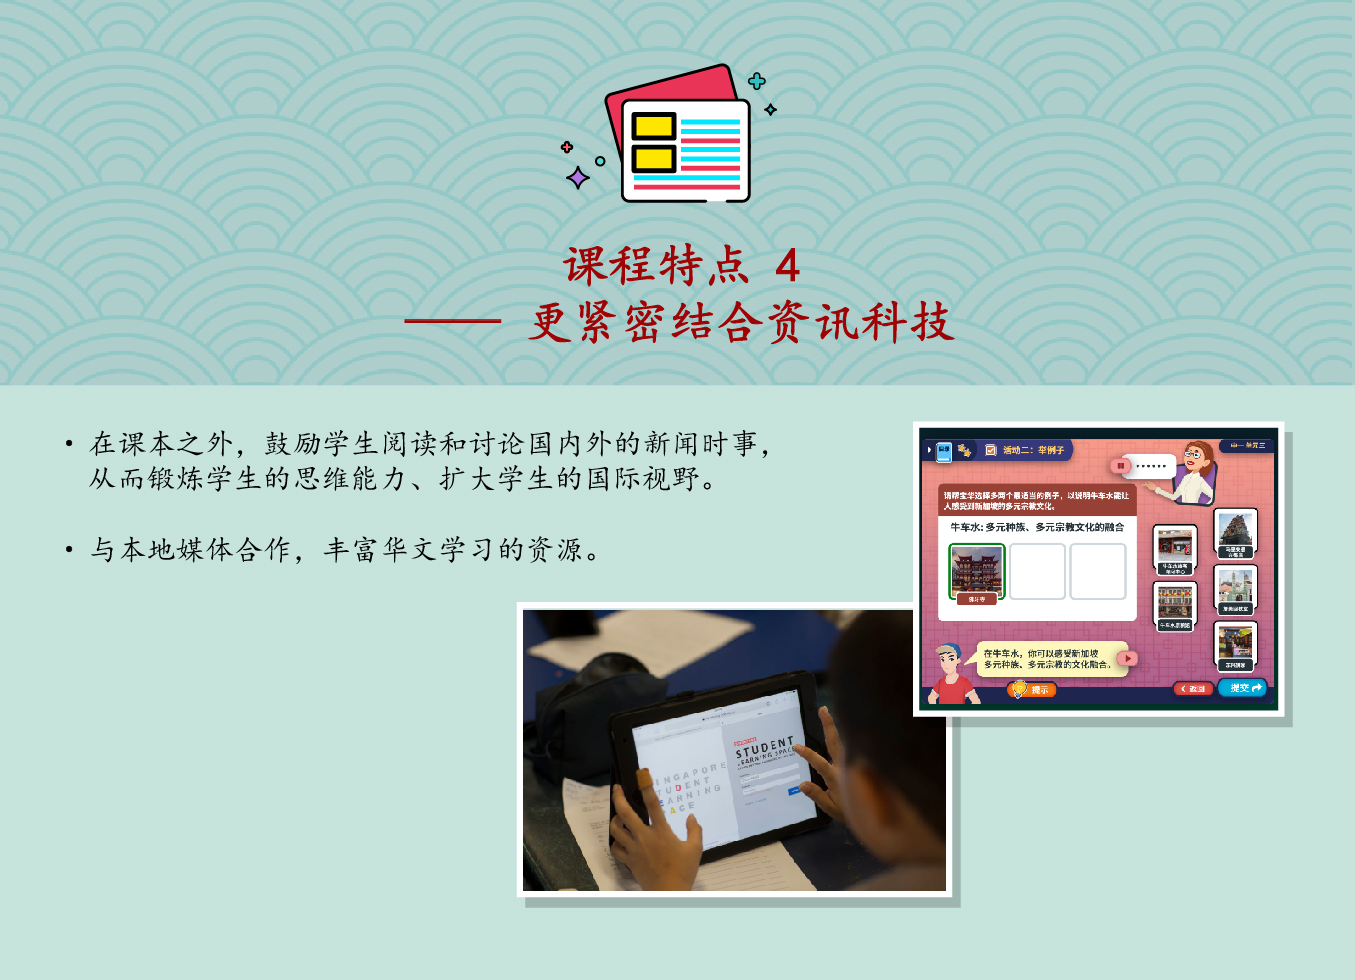 课程特点 4
—— 更紧密结合资讯科技
• 在课本之外，鼓励学生阅读和讨论国内外的新闻时事，
从而锻炼学生的思维能力、扩大学生的国际视野。
• 与本地媒体合作，丰富华文学习的资源。
活动二：举例子
中一 单元三
请帮宝华选择多两个最适当的例子，以说明牛车水能让
人感受到新加坡的多元宗教文化。
牛车水: 多元种族、多元宗教文化的融合
佛牙寺
在牛车水，你可以感受新加坡
多元种族、多元宗教的文化融合。
提示
返回
提交
STUDENT
LEARNING SPACE
SINGAPORE
STUDENT
LEARNING
SPACE